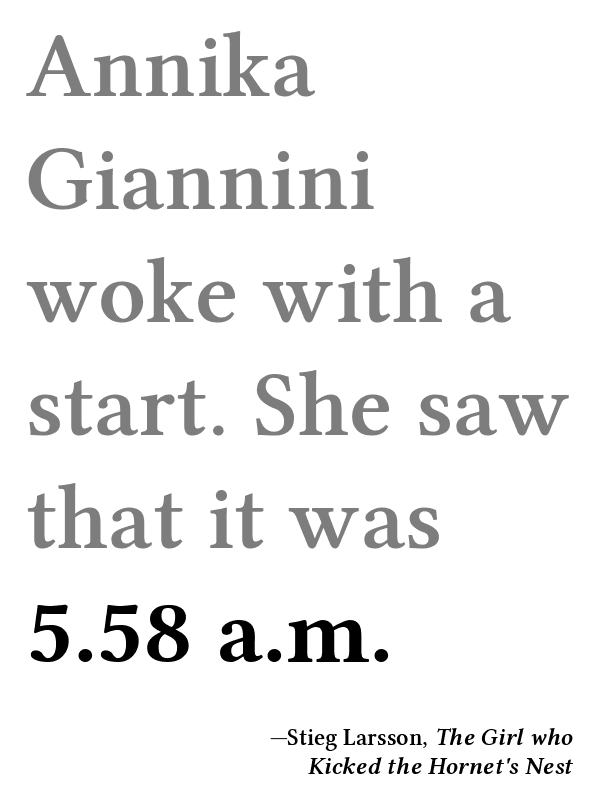 Annika
Giannini
woke with a
start. She saw
that it was
5.58 a.m.
—Stieg Larsson, The Girl who
Kicked the Hornet's Nest